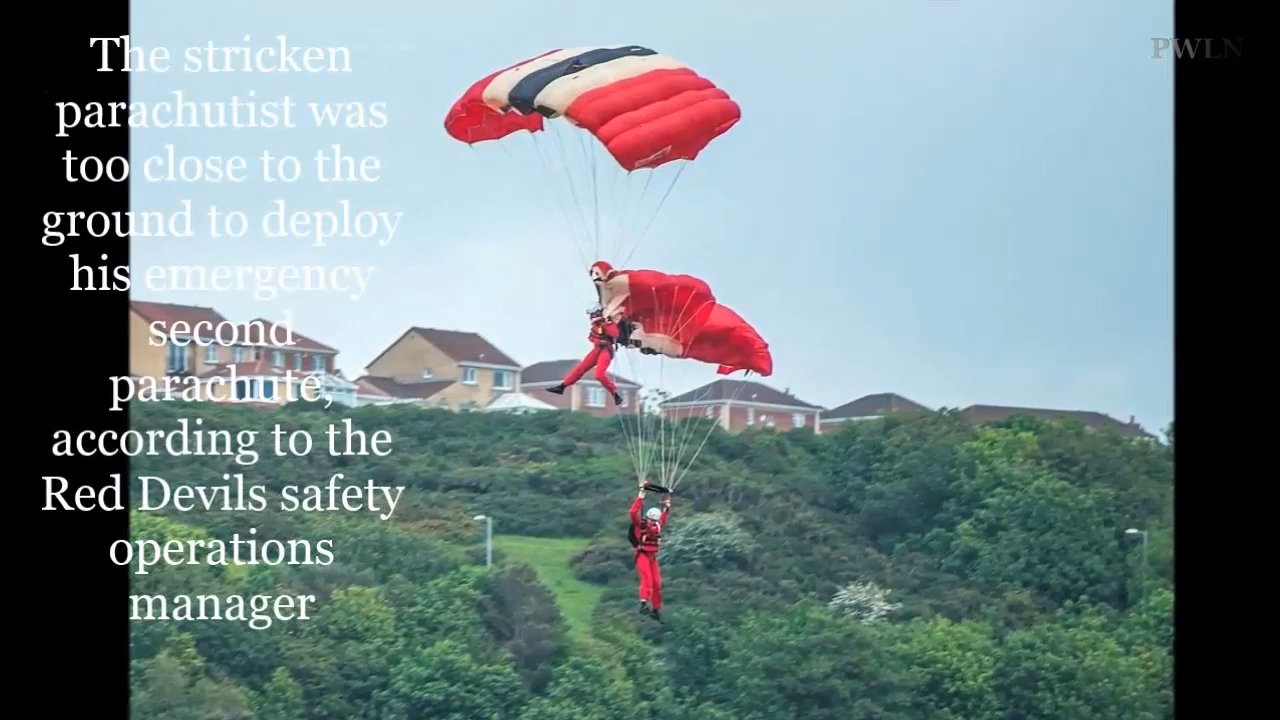 The stricken
parachutist was
too close to the
ground to deploy
his emergency
second
parachute,
according to the
Red Devils safety
operations
manager
PWLN